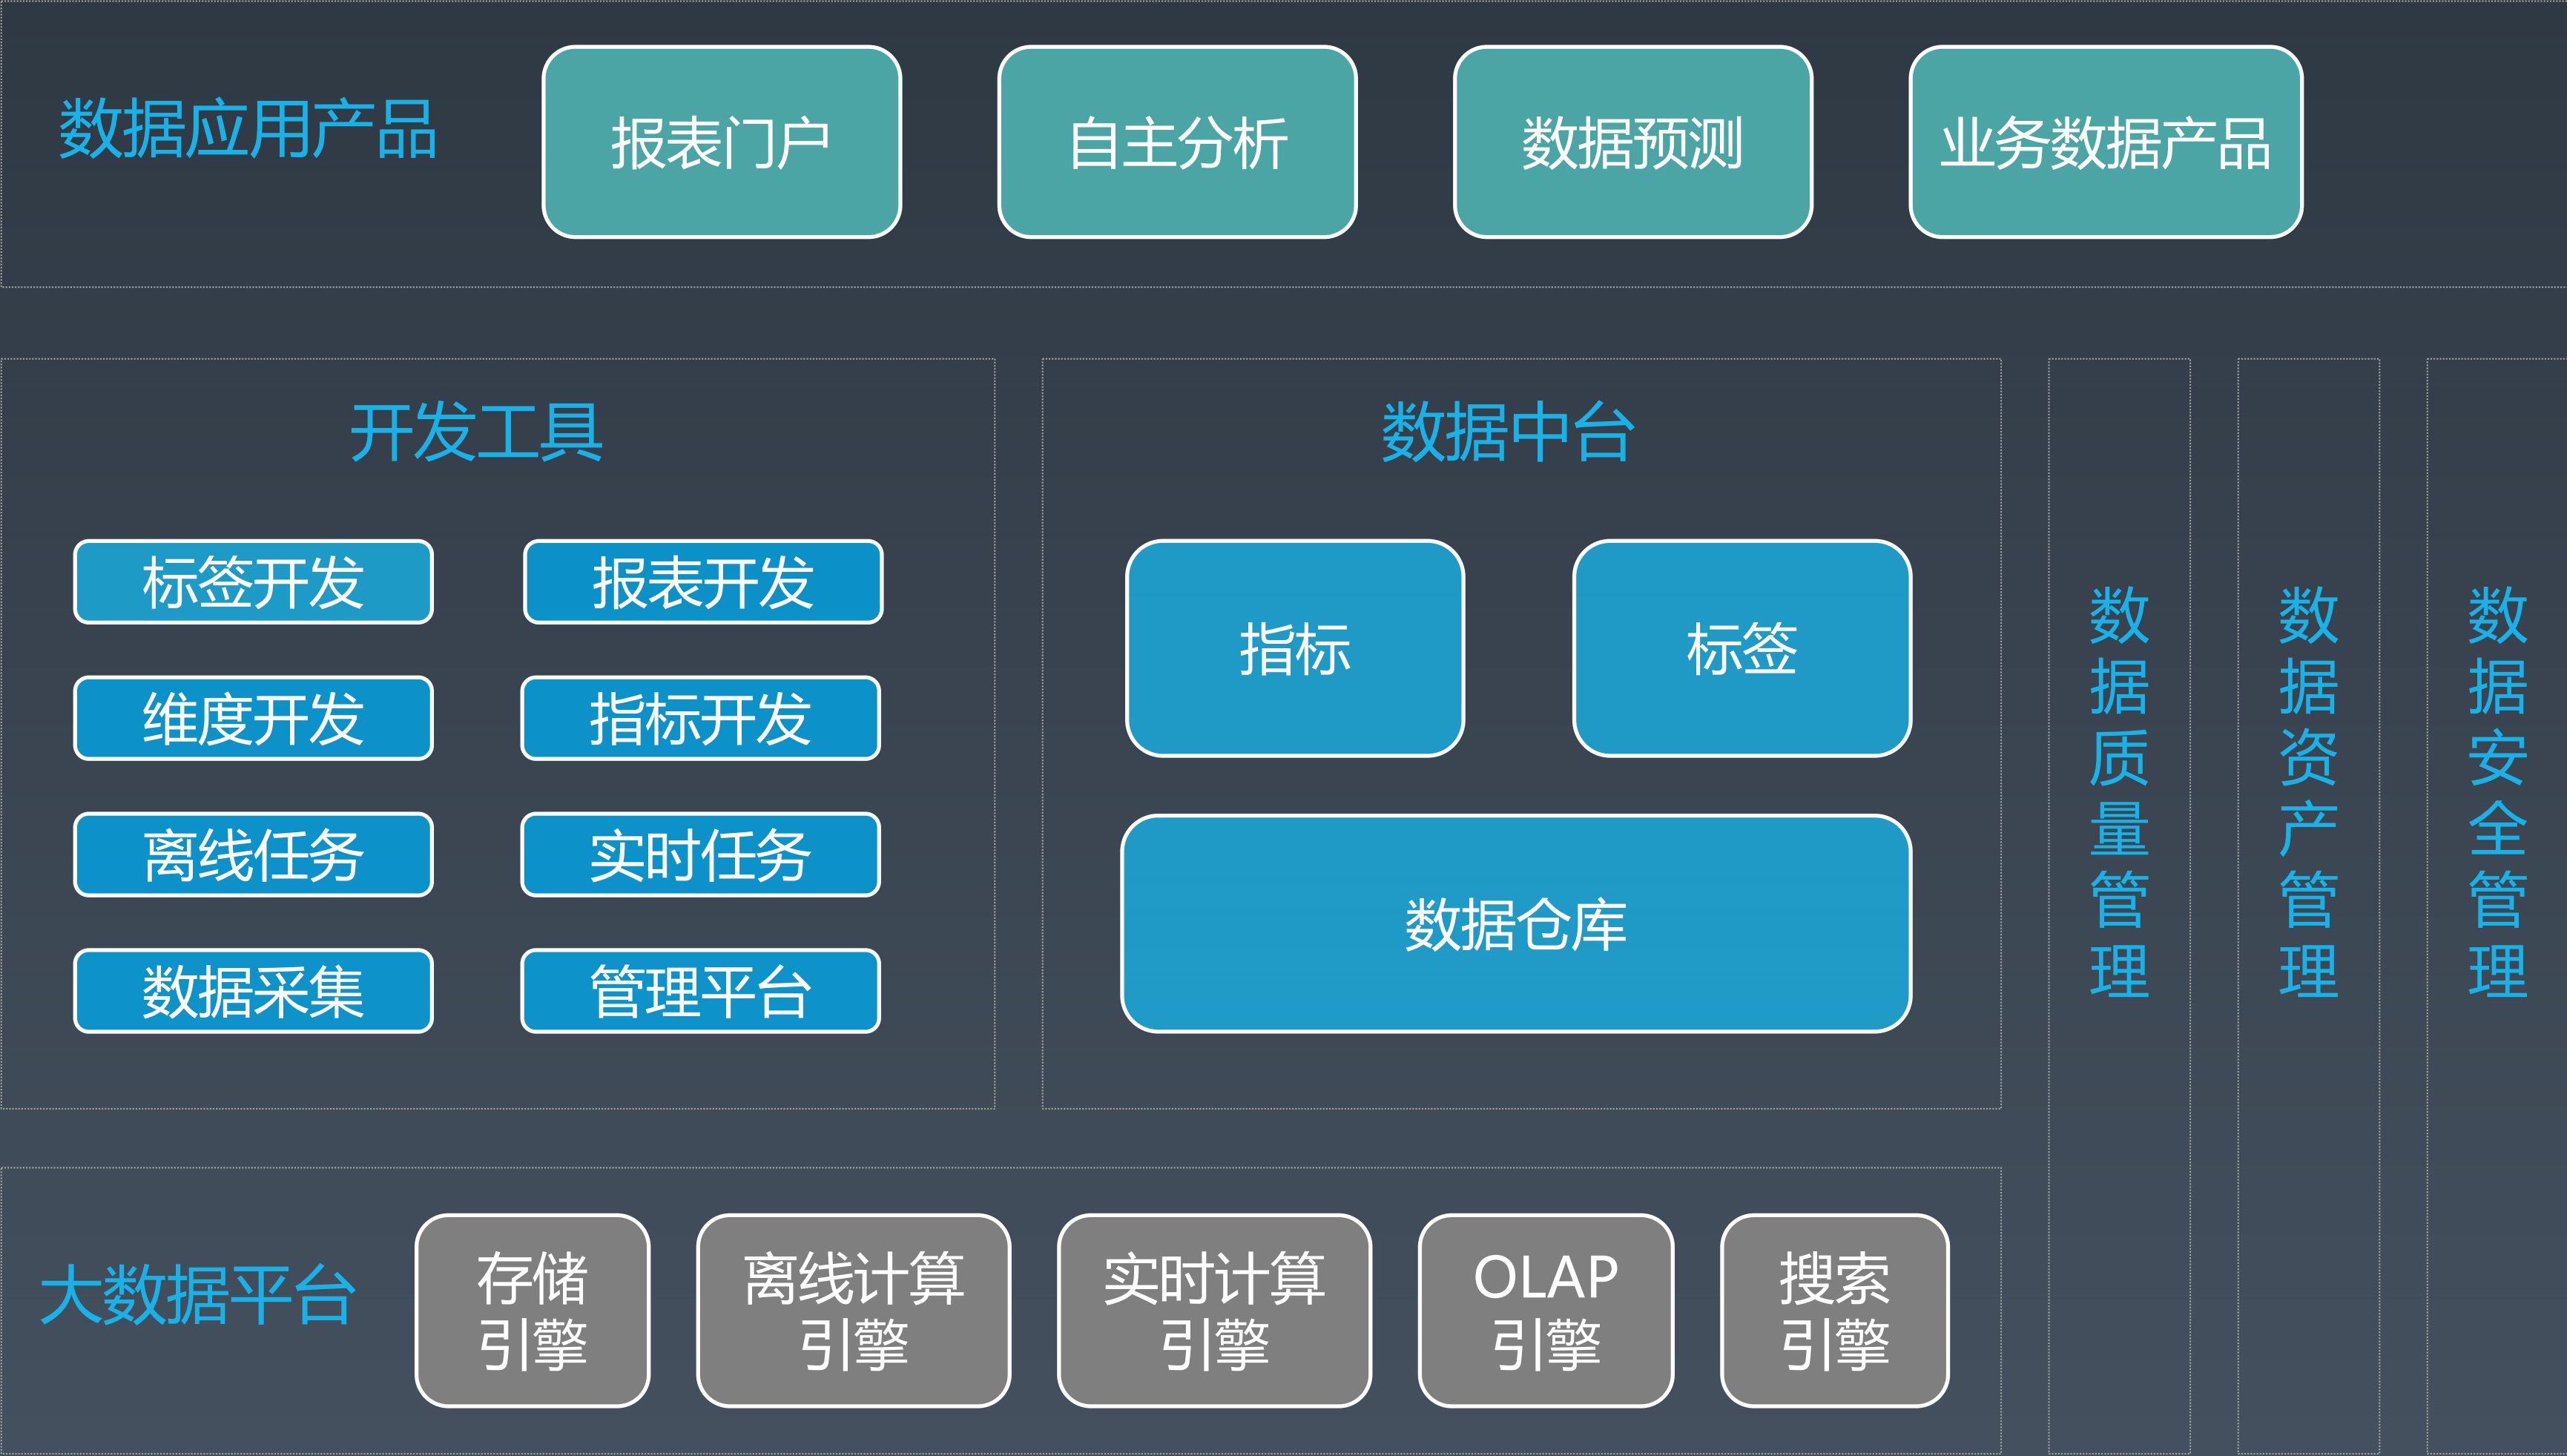 数据应用产品
报表门户
自主分析
数据预测
业务数据产品
开发工具
标签开发
报表开发
维度开发
指标开发
离线任务
实时任务
数据采集
管理平台
数据中台
指标
标签
数据仓库
数据质量管理
数据资产管理
数据安全管理
大数据平台
存储
引擎
离线计算
引擎
实时计算
引擎
OLAP
引擎
搜索
引擎